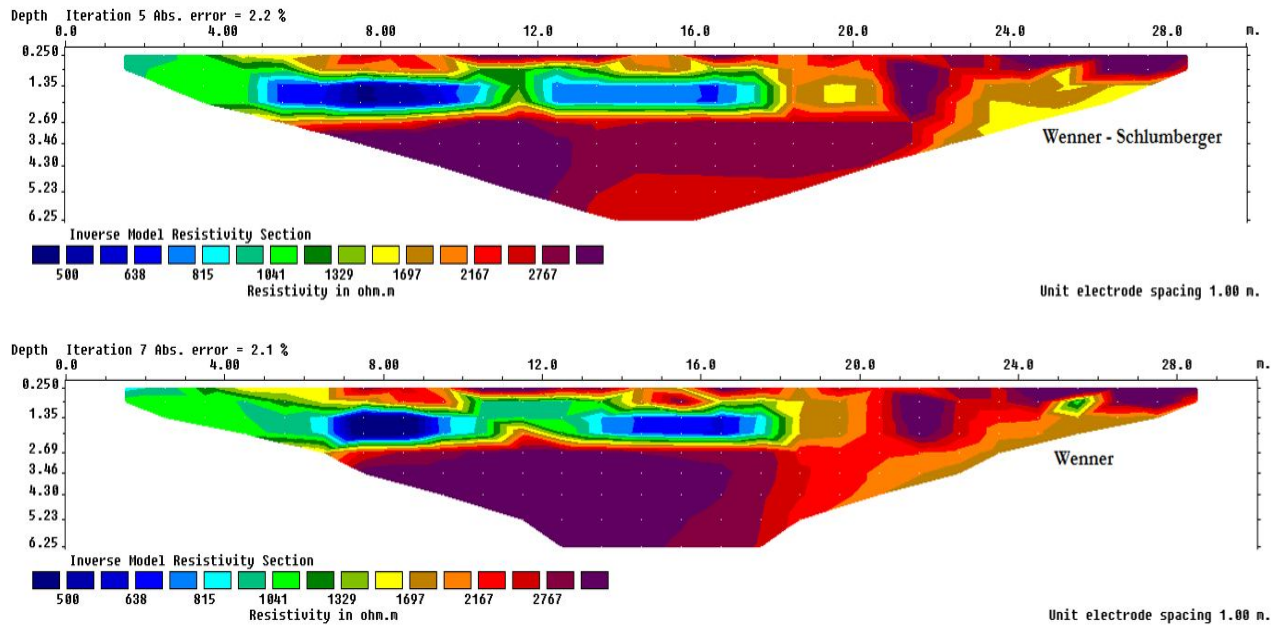 Depth Iteration 5 Abs. error = 2.2 %
0.0 4.00 8.00 12.0 16.0 20.0 24.0 28.0 m.
0.250
1.35
2.69
3.46
4.30
5.23
6.25
Wenner - Schlumberger
Inverse Model Resistivity Section
500 638 815 1041 1329 1697 2167 2767
Resistivity in ohm.m
Unit electrode spacing 1.00 m.
Depth Iteration 7 Abs. error = 2.1 %
0.0 4.00 8.00 12.0 16.0 20.0 24.0 28.0 m.
0.250
1.35
2.69
3.46
4.30
5.23
6.25
Wenner
Inverse Model Resistivity Section
500 638 815 1041 1329 1697 2167 2767
Resistivity in ohm.m
Unit electrode spacing 1.00 m.